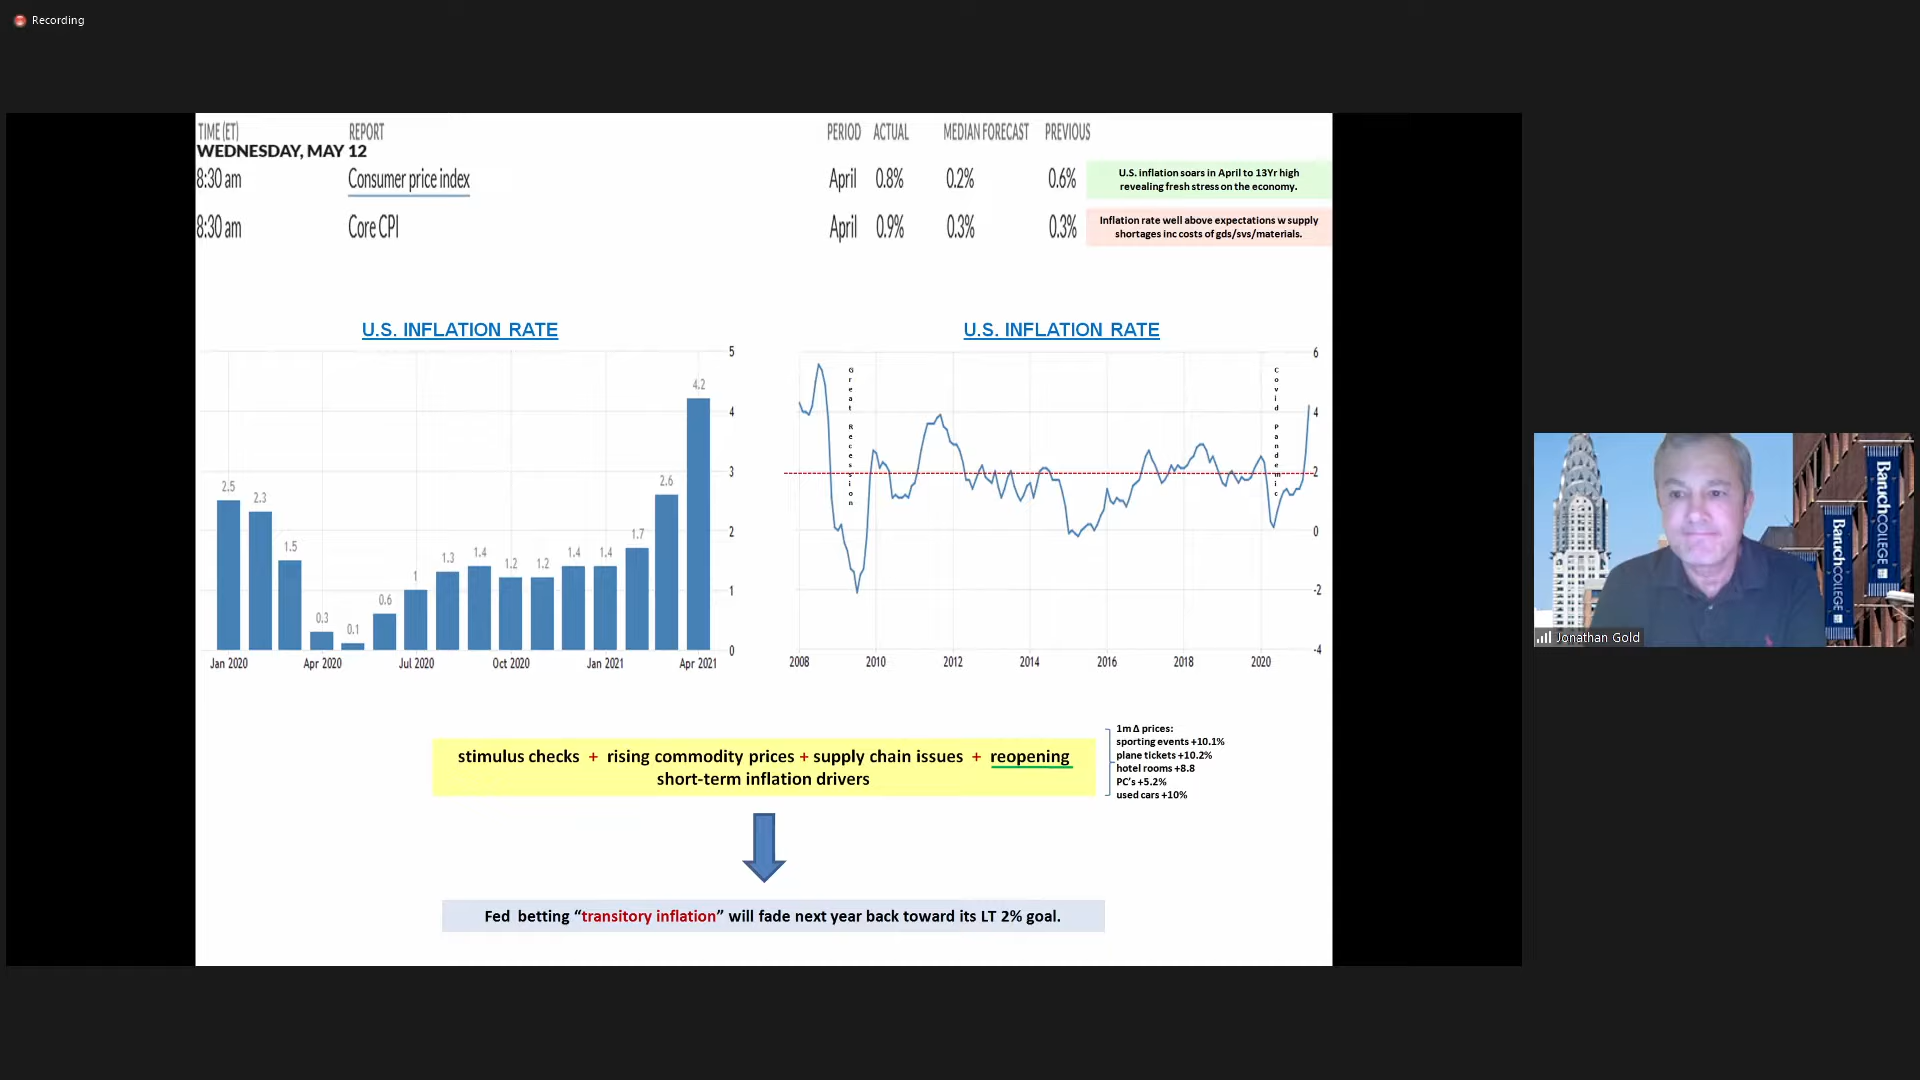 Recording
TIME (ET) REPORT PERIOD ACTUAL MEDIAN FORECAST PREVIOUS
WEDNESDAY, MAY 12
8:30 am Consumer price index April 0.8% 0.2% 0.6%
U.S. inflation soars in April to 13Yr high
revealing fresh stress on the economy.
8:30 am Core CPI April 0.9% 0.3% 0.3%
Inflation rate well above expectations w supply
shortages inc costs of gds/svs/materials.
U.S. INFLATION RATE
5
4
3
2
1
0
2.5 2.3 1.5 0.3 0.1 0.6 1 1.3 1.4 1.2 1.2 1.4 1.4 1.7 2.6 4.2
Jan 2020 Apr 2020 Jul 2020 Oct 2020 Jan 2021 Apr 2021
U.S. INFLATION RATE
Great Recession
Covid Pandemic
6
4
2
0
-2
-4
2008 2010 2012 2014 2016 2018 2020
stimulus checks + rising commodity prices + supply chain issues + reopening
short-term inflation drivers
1m Δ prices:
sporting events +10.1%
plane tickets +10.2%
hotel rooms +8.8
PC's +5.2%
used cars +10%
Fed betting “transitory inflation” will fade next year back toward its LT 2% goal.
Baruch COLLEGE
Baruch COLLEGE
Jonathan Gold